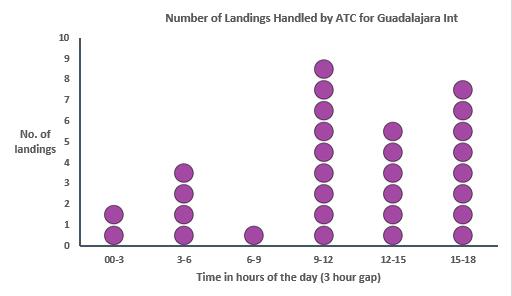 Number of Landings Handled by ATC for Guadalajara Int
10
9
8
7
6
5
4
3
2
1
0
No. of
landings
00-3 3-6 6-9 9-12 12-15 15-18
Time in hours of the day (3 hour gap)